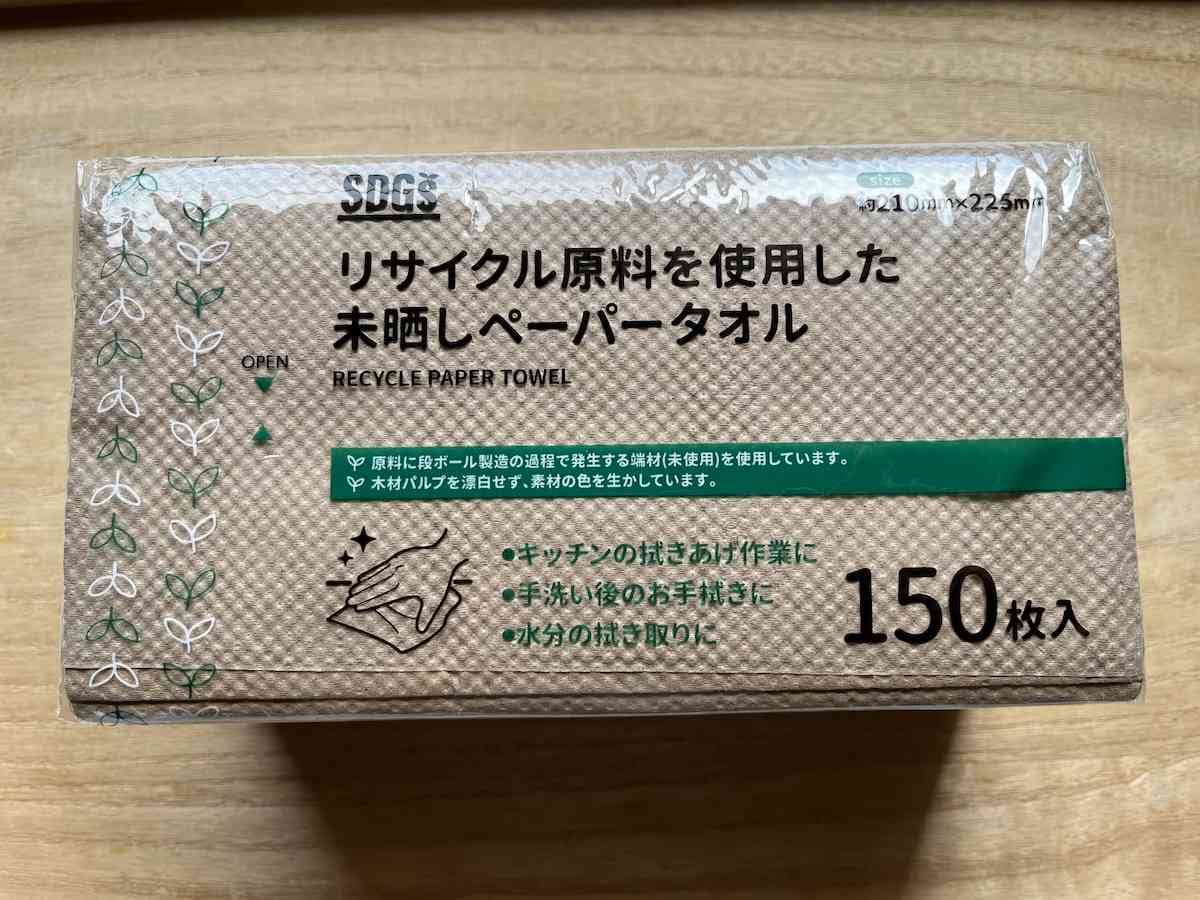 SDGs
size
約210mm×225mm
リサイクル原料を使用した
未晒しペーパータオル
RECYCLE PAPER TOWEL
OPEN
原料に段ボール製造の過程で発生する端材(未使用)を使用しています。
木材パルプを漂白せず、素材の色を生かしています。
●キッチンの拭きあげ作業に
●手洗い後のお手拭きに
●水分の拭き取りに
150枚入